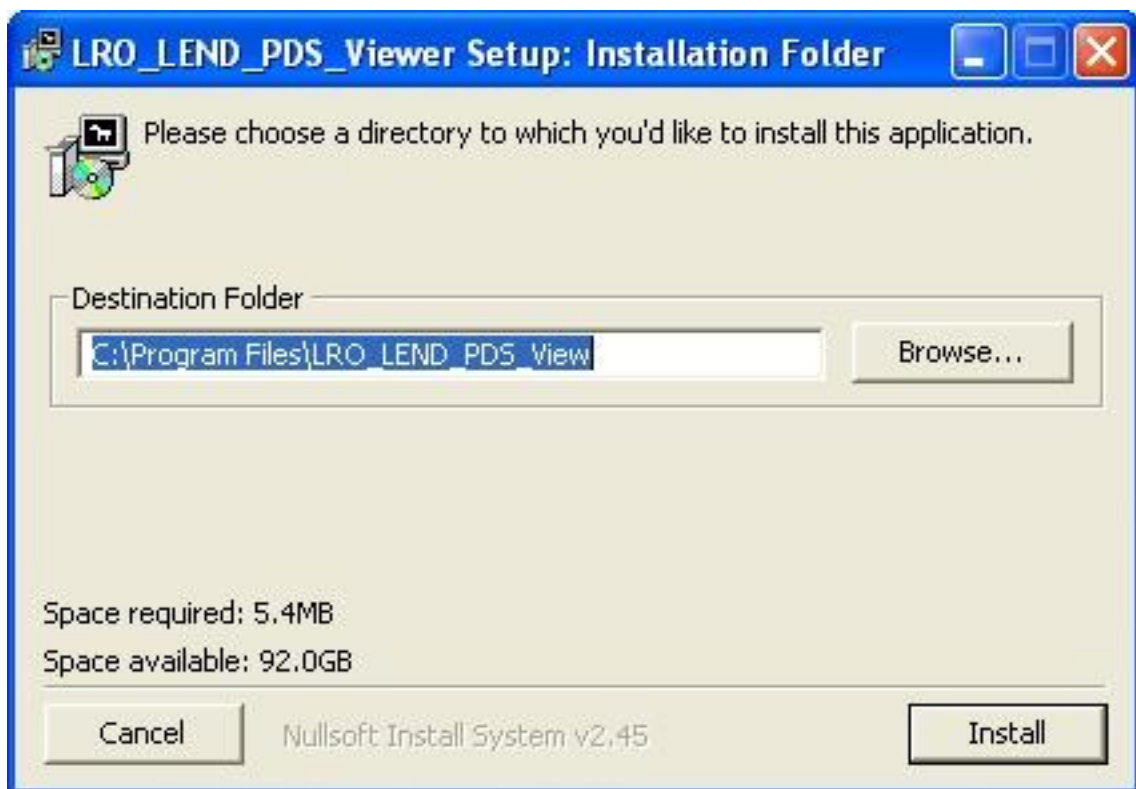 LRO_LEND_PDS_Viewer Setup: Installation Folder
Please choose a directory to which you'd like to install this application.
Destination Folder
C:\Program Files\LRO_LEND_PDS_View
Browse...
Space required: 5.4MB
Space available: 92.0GB
Cancel
Nullsoft Install System v2.45
Install